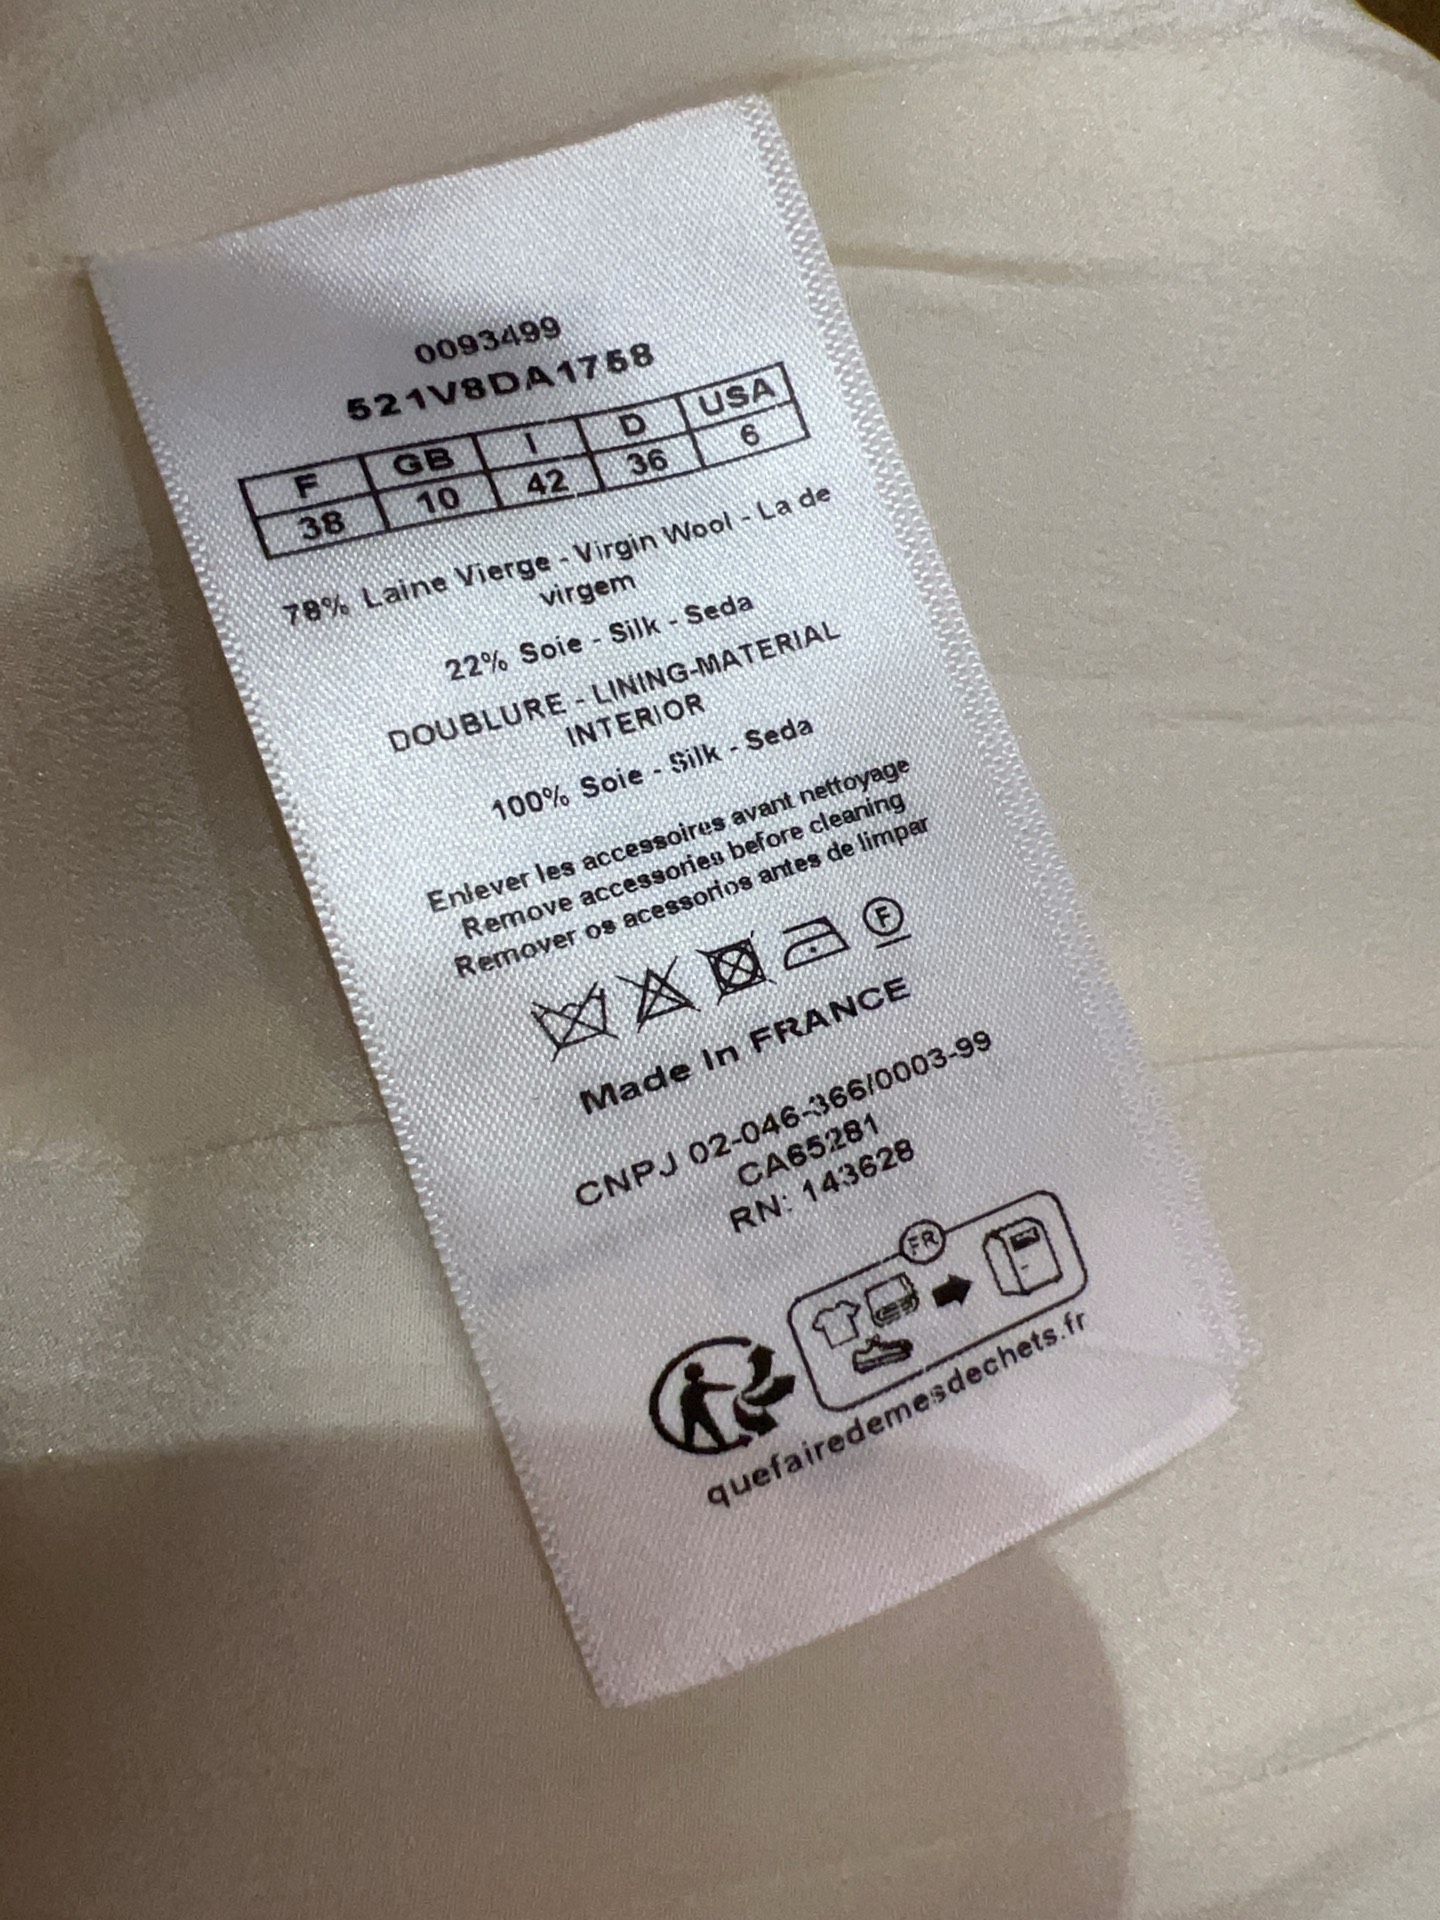 0093499
521V8DA1758
F GB I D USA
38 10 42 36 6
78% Laine Vierge - Virgin Wool - La de
virgem
22% Soie - Silk - Seda
DOUBLURE - LINING-MATERIAL
INTERIOR
100% Soie - Silk - Seda
Enlever les accessoires avant nettoyage
Remove accessories before cleaning
Remover os acessorios antes de limpar
F
Made In FRANCE
CNPJ 02-046-366/0003-99
CA65281
RN: 143628
FR
quefairedemesdechets.fr